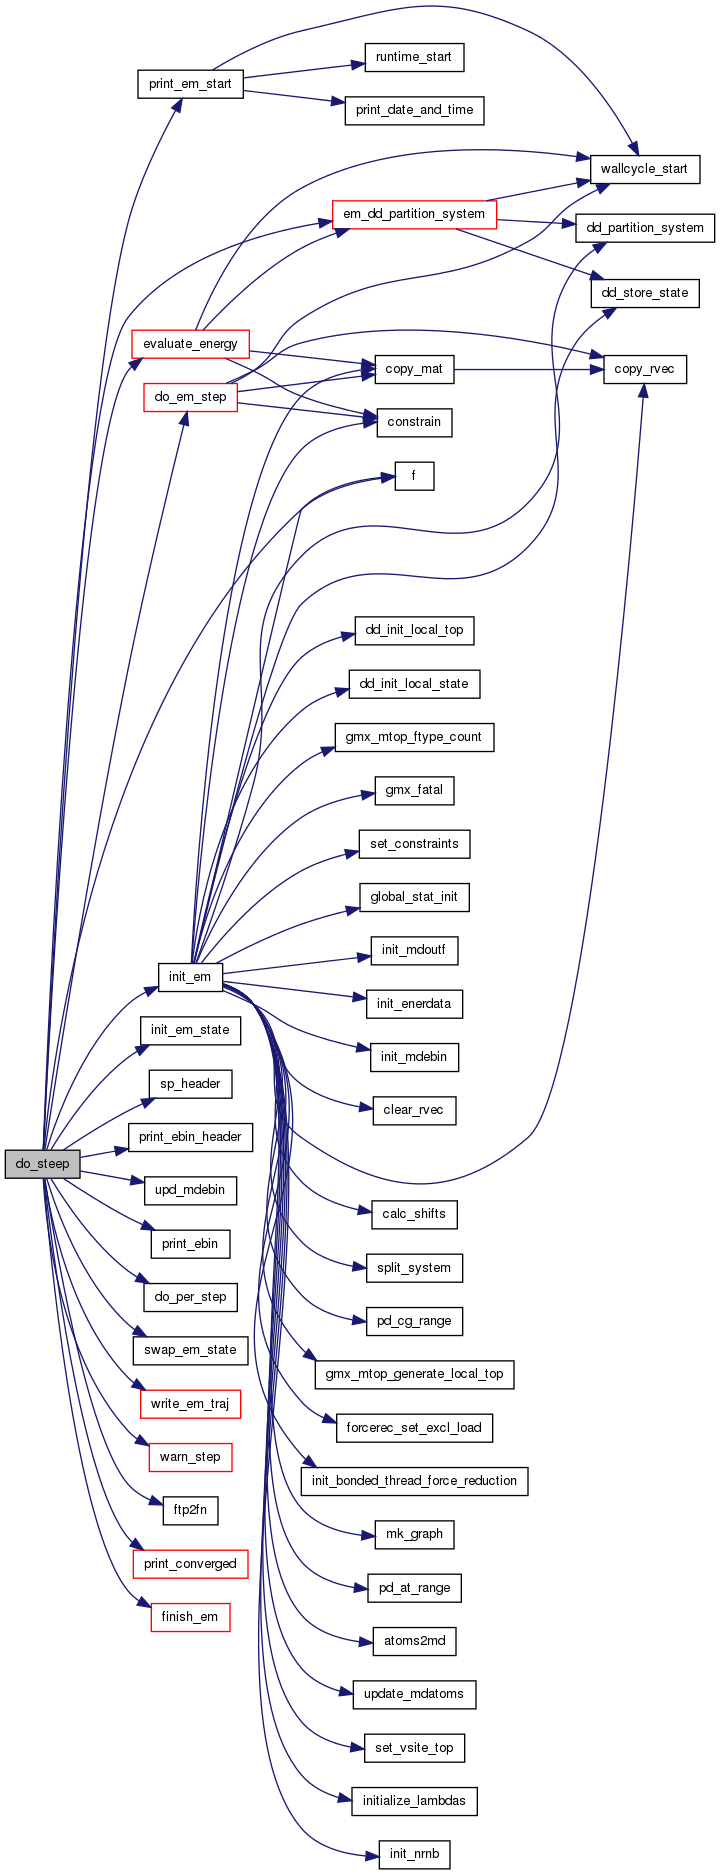 runtime_start
print_em_start
print_date_and_time
wallcycle_start
em_dd_partition_system
dd_partition_system
dd_store_state
evaluate_energy
copy_mat
copy_rvec
do_em_step
constrain
f
dd_init_local_top
dd_init_local_state
gmx_mtop_ftype_count
gmx_fatal
set_constraints
global_stat_init
init_mdoutf
init_em
init_enerdata
init_em_state
init_mdebin
sp_header
clear_rvec
print_ebin_header
do_steep
upd_mdebin
calc_shifts
print_ebin
split_system
do_per_step
pd_cg_range
swap_em_state
gmx_mtop_generate_local_top
write_em_traj
forcerec_set_excl_load
warn_step
init_bonded_thread_force_reduction
ftp2fn
mk_graph
print_converged
pd_at_range
finish_em
atoms2md
update_mdatoms
set_vsite_top
initialize_lambdas
init_nrnb